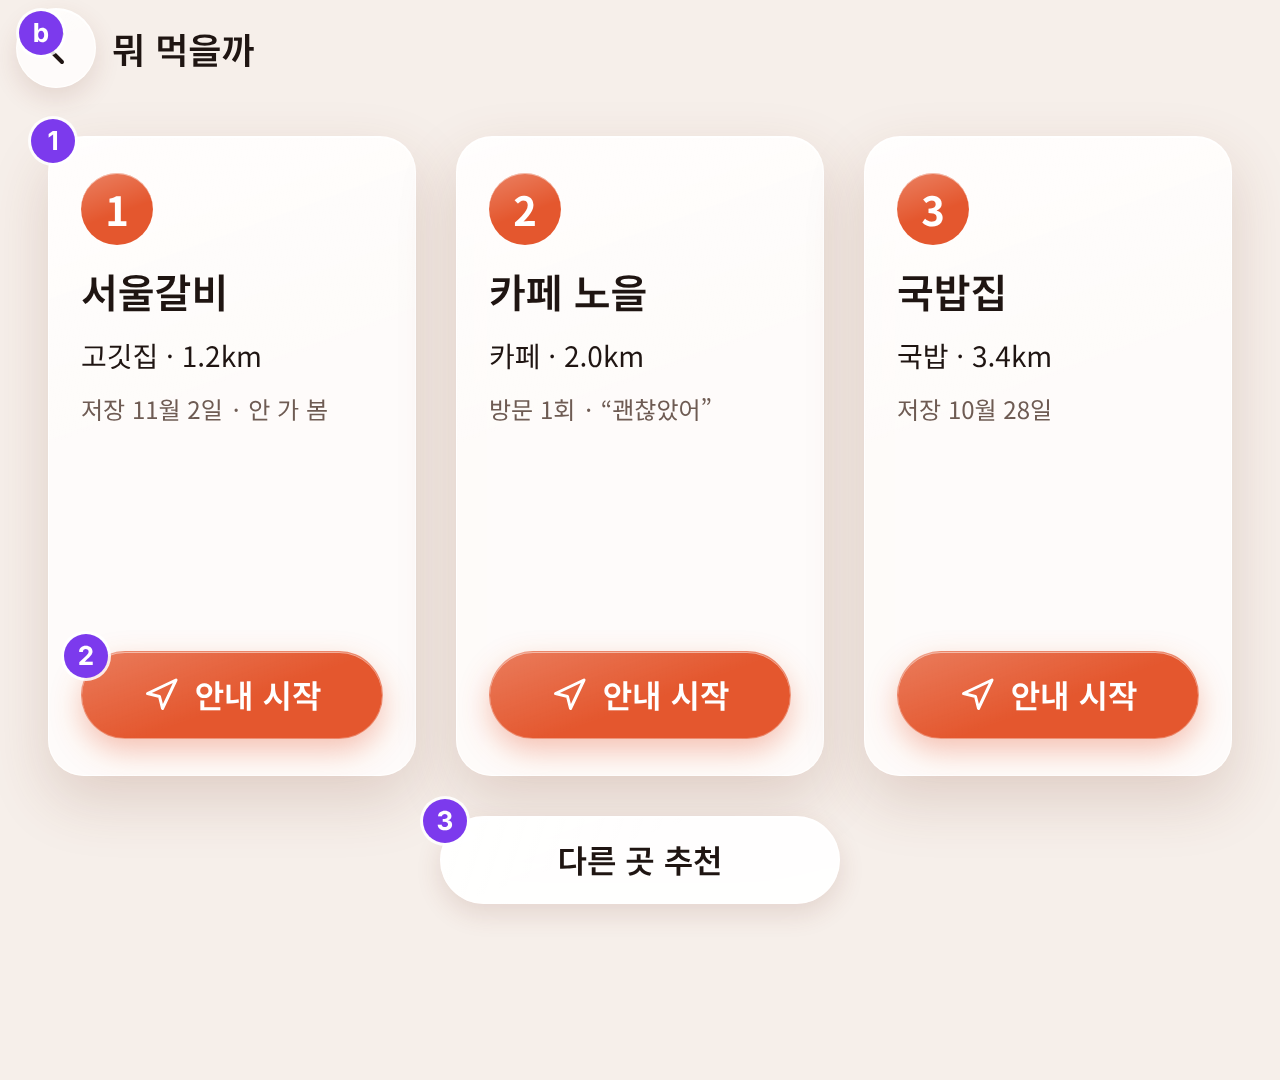 b
뭐 먹을까
1
1
서울갈비
고깃집 · 1.2km
저장 11월 2일 · 안 가 봄
2
안내 시작
2
카페 노을
카페 · 2.0km
방문 1회 · “괜찮았어”
안내 시작
3
국밥집
국밥 · 3.4km
저장 10월 28일
안내 시작
3
다른 곳 추천